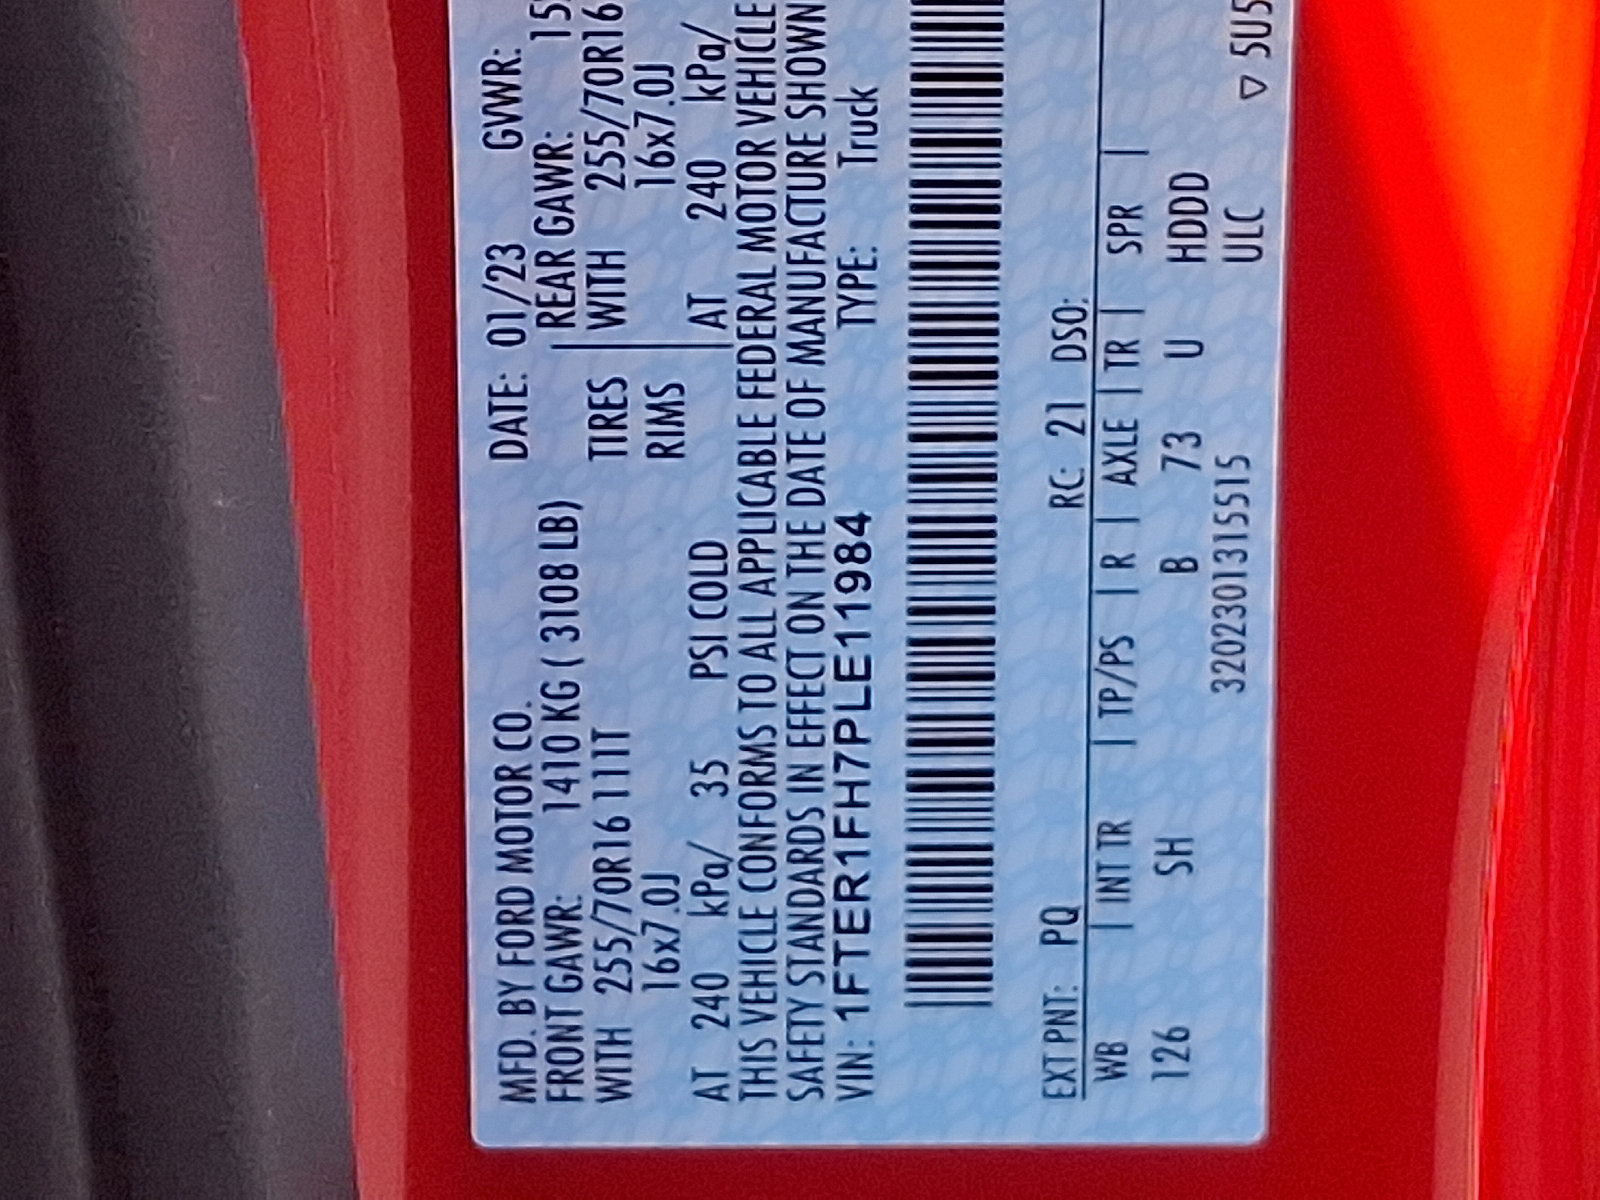 MFD. BY FORD MOTOR CO. DATE: 01/23 GVWR:
FRONT GAWR: 1410 KG ( 3108 LB) REAR GAWR: 15
WITH 255/70R16 111T TIRES WITH 255/70R16
16x7.0J RIMS 16x7.0J
AT 240 kPa/ 35 PSI COLD AT 240 kPa/
THIS VEHICLE CONFORMS TO ALL APPLICABLE FEDERAL MOTOR VEHICLE
SAFETY STANDARDS IN EFFECT ON THE DATE OF MANUFACTURE SHOWN
VIN: 1FTER1FH7PLE11984 TYPE: Truck
EXT PNT: PQ RC: 21 DSO:
WB | INT TR | TP/PS | R | AXLE | TR | SPR |
126 SH B 73 U HDDD
3202301315515 ULC ▽ 5U5